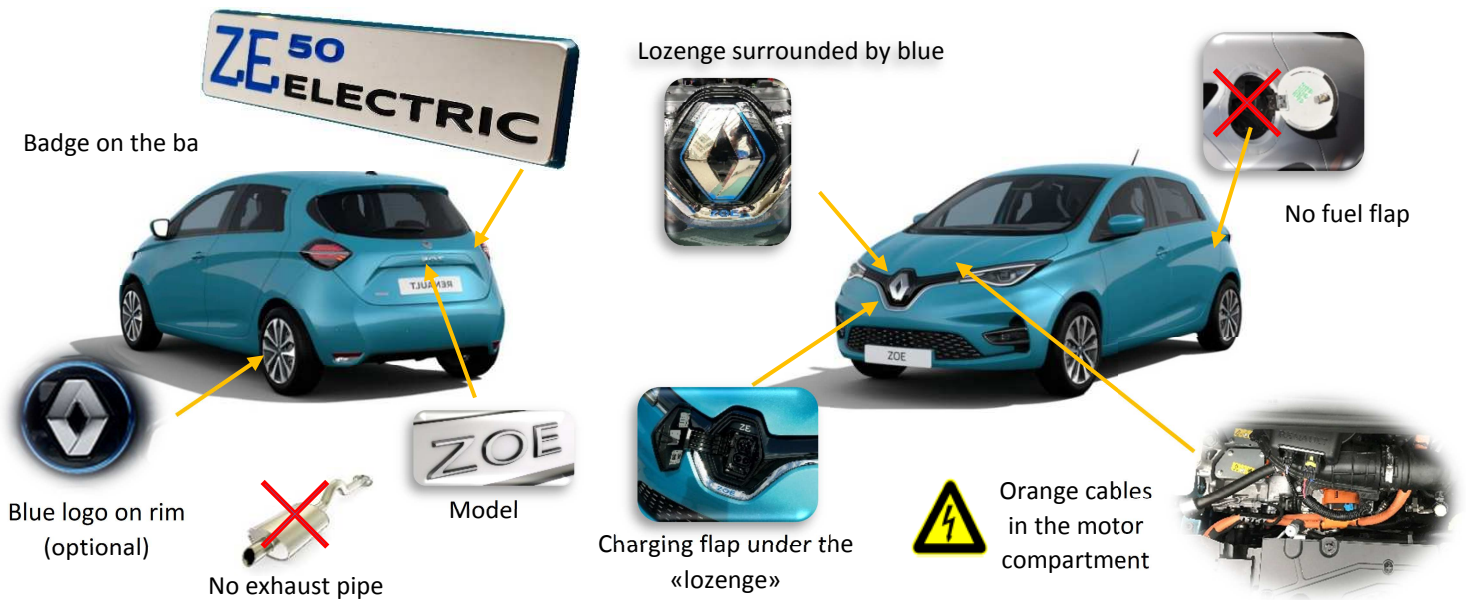 ZE 50
ELECTRIC
Badge on the ba
Lozenge surrounded by blue
No fuel flap
ZOE
RENAULT
ZOE
ZOE
Blue logo on rim
(optional)
No exhaust pipe
ZOE
Model
ZE
ZOE
Charging flap under the
«lozenge»
Orange cables
in the motor
compartment